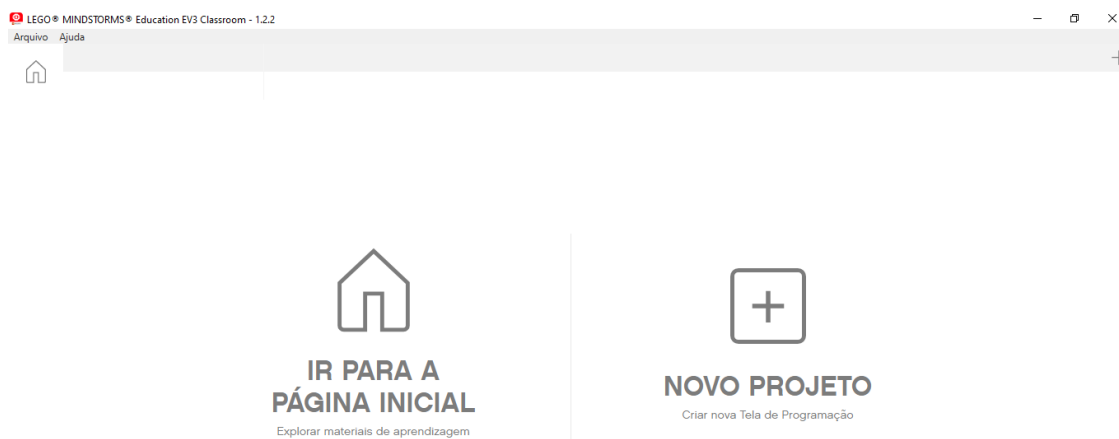 LEGO® MINDSTORMS® Education EV3 Classroom - 1.2.2
Arquivo Ajuda
IR PARA A
PÁGINA INICIAL
Explorar materiais de aprendizagem
NOVO PROJETO
Criar nova Tela de Programação